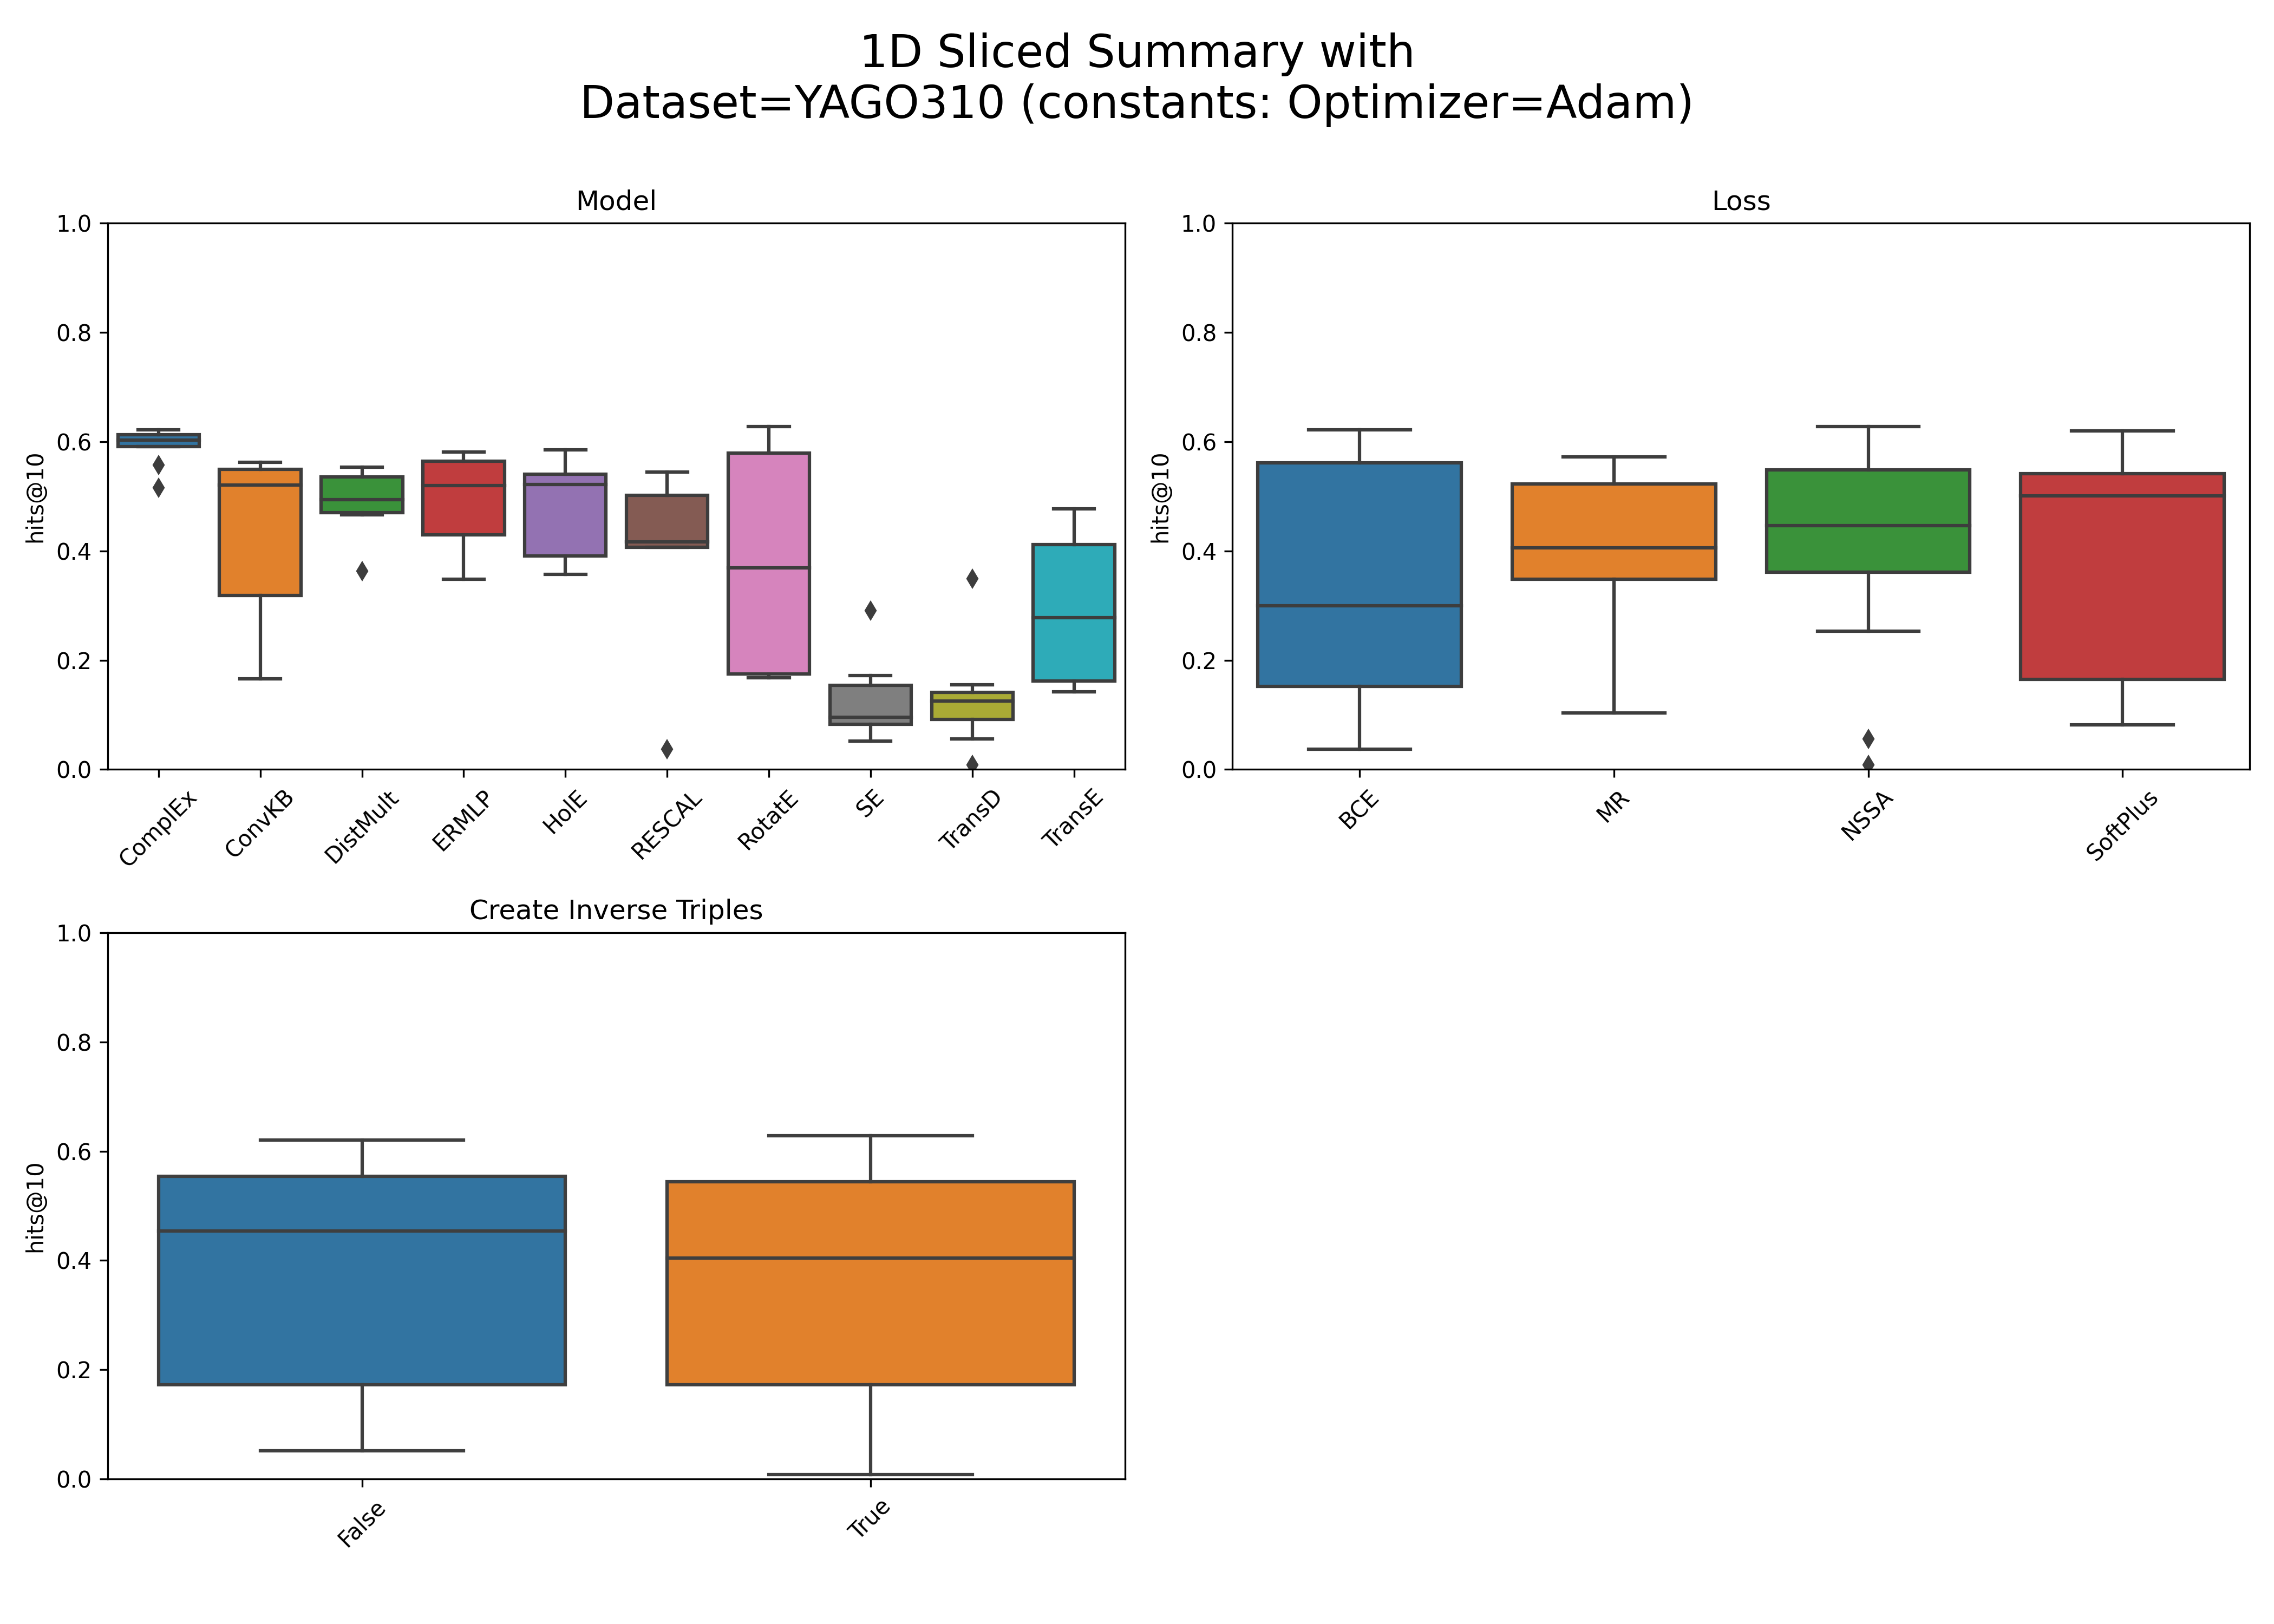 1D Sliced Summary with
Dataset=YAGO310 (constants: Optimizer=Adam)
Model
1.0
0.8
0.6
0.4
0.2
0.0
hits@10
ComplEx
ConvKB
DistMult
ERMLP
HolE
RESCAL
RotatE
SE
TransD
TransE
Loss
1.0
0.8
0.6
0.4
0.2
0.0
hits@10
BCE
MR
NSSA
SoftPlus
Create Inverse Triples
1.0
0.8
0.6
0.4
0.2
0.0
hits@10
False
True